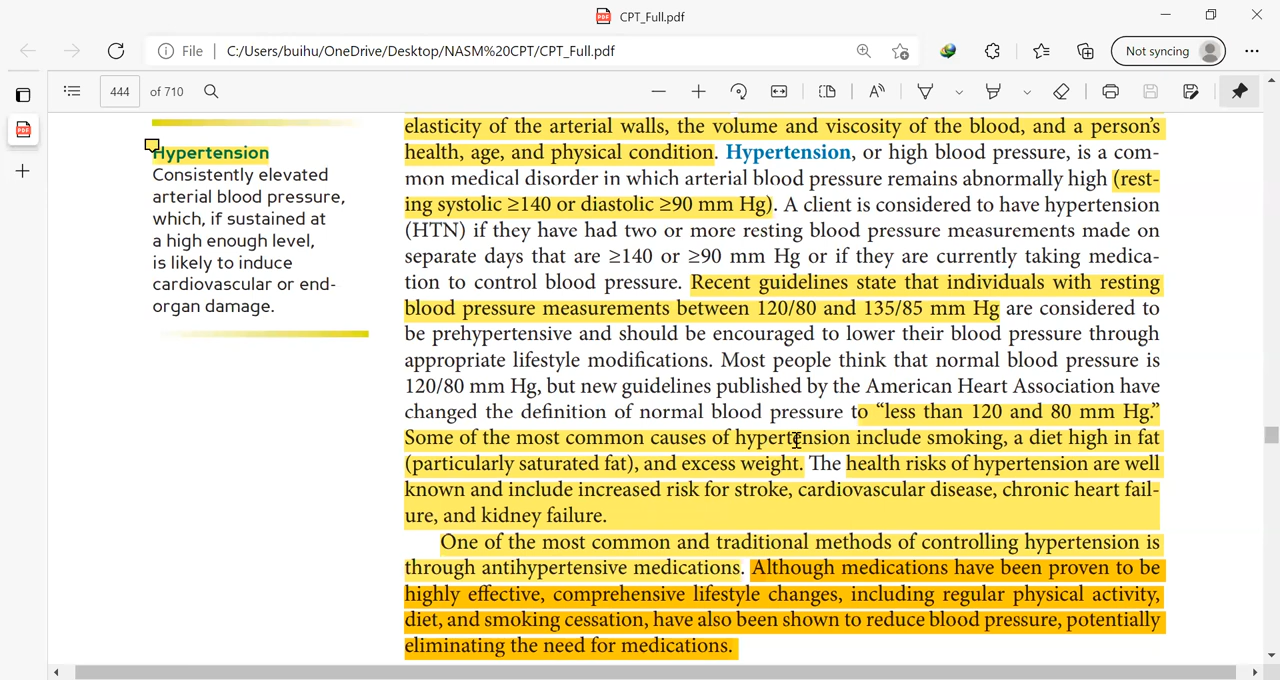 CPT_Full.pdf
File | C:/Users/buihu/OneDrive/Desktop/NASM%20CPT/CPT_Full.pdf
Not syncing
444 of 710
Hypertension
Consistently elevated
arterial blood pressure,
which, if sustained at
a high enough level,
is likely to induce
cardiovascular or end-
organ damage.
elasticity of the arterial walls, the volume and viscosity of the blood, and a person's
health, age, and physical condition. Hypertension, or high blood pressure, is a com-
mon medical disorder in which arterial blood pressure remains abnormally high (rest-
ing systolic ≥140 or diastolic ≥90 mm Hg). A client is considered to have hypertension
(HTN) if they have had two or more resting blood pressure measurements made on
separate days that are ≥140 or ≥90 mm Hg or if they are currently taking medica-
tion to control blood pressure. Recent guidelines state that individuals with resting
blood pressure measurements between 120/80 and 135/85 mm Hg are considered to
be prehypertensive and should be encouraged to lower their blood pressure through
appropriate lifestyle modifications. Most people think that normal blood pressure is
120/80 mm Hg, but new guidelines published by the American Heart Association have
changed the definition of normal blood pressure to “less than 120 and 80 mm Hg.”
Some of the most common causes of hypertension include smoking, a diet high in fat
(particularly saturated fat), and excess weight. The health risks of hypertension are well
known and include increased risk for stroke, cardiovascular disease, chronic heart fail-
ure, and kidney failure.
One of the most common and traditional methods of controlling hypertension is
through antihypertensive medications. Although medications have been proven to be
highly effective, comprehensive lifestyle changes, including regular physical activity,
diet, and smoking cessation, have also been shown to reduce blood pressure, potentially
eliminating the need for medications.